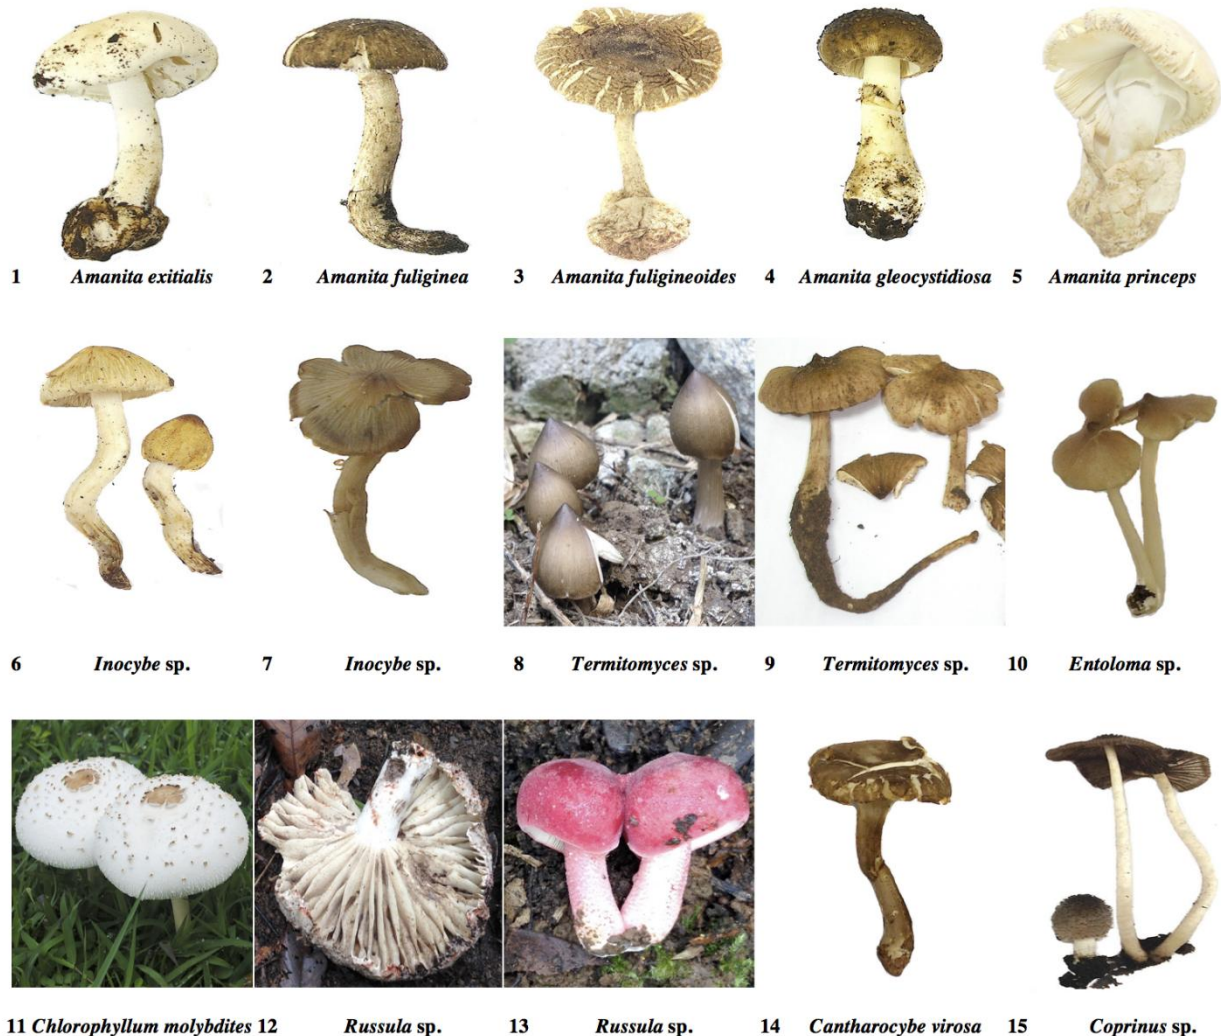 1 Amanita exitialis 2 Amanita fuliginea 3 Amanita fuligineoides 4 Amanita gleocystidiosa 5 Amanita princeps
6 Inocybe sp. 7 Inocybe sp. 8 Termitomyces sp. 9 Termitomyces sp. 10 Entoloma sp.
11 Chlorophyllum molybdites 12 Russula sp. 13 Russula sp. 14 Cantharocybe virosa 15 Coprinus sp.